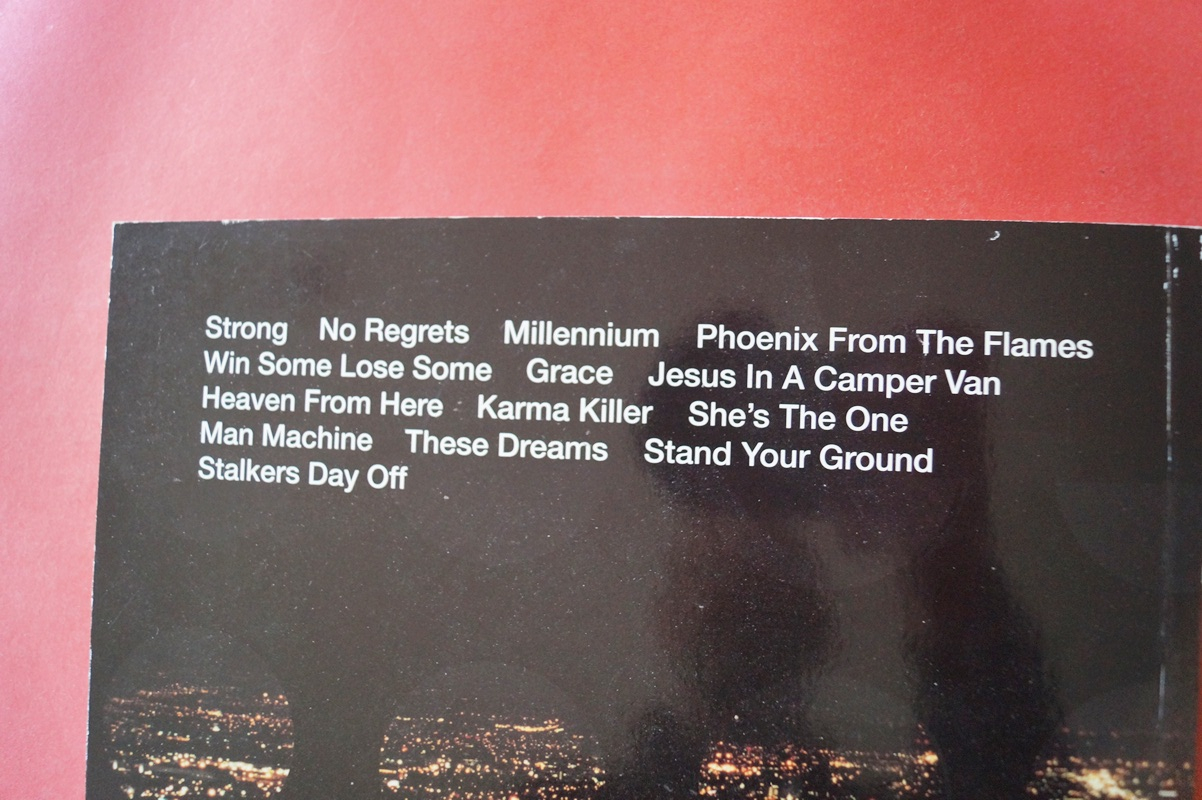 Strong No Regrets Millennium Phoenix From The Flames
Win Some Lose Some Grace Jesus In A Camper Van
Heaven From Here Karma Killer She's The One
Man Machine These Dreams Stand Your Ground
Stalkers Day Off